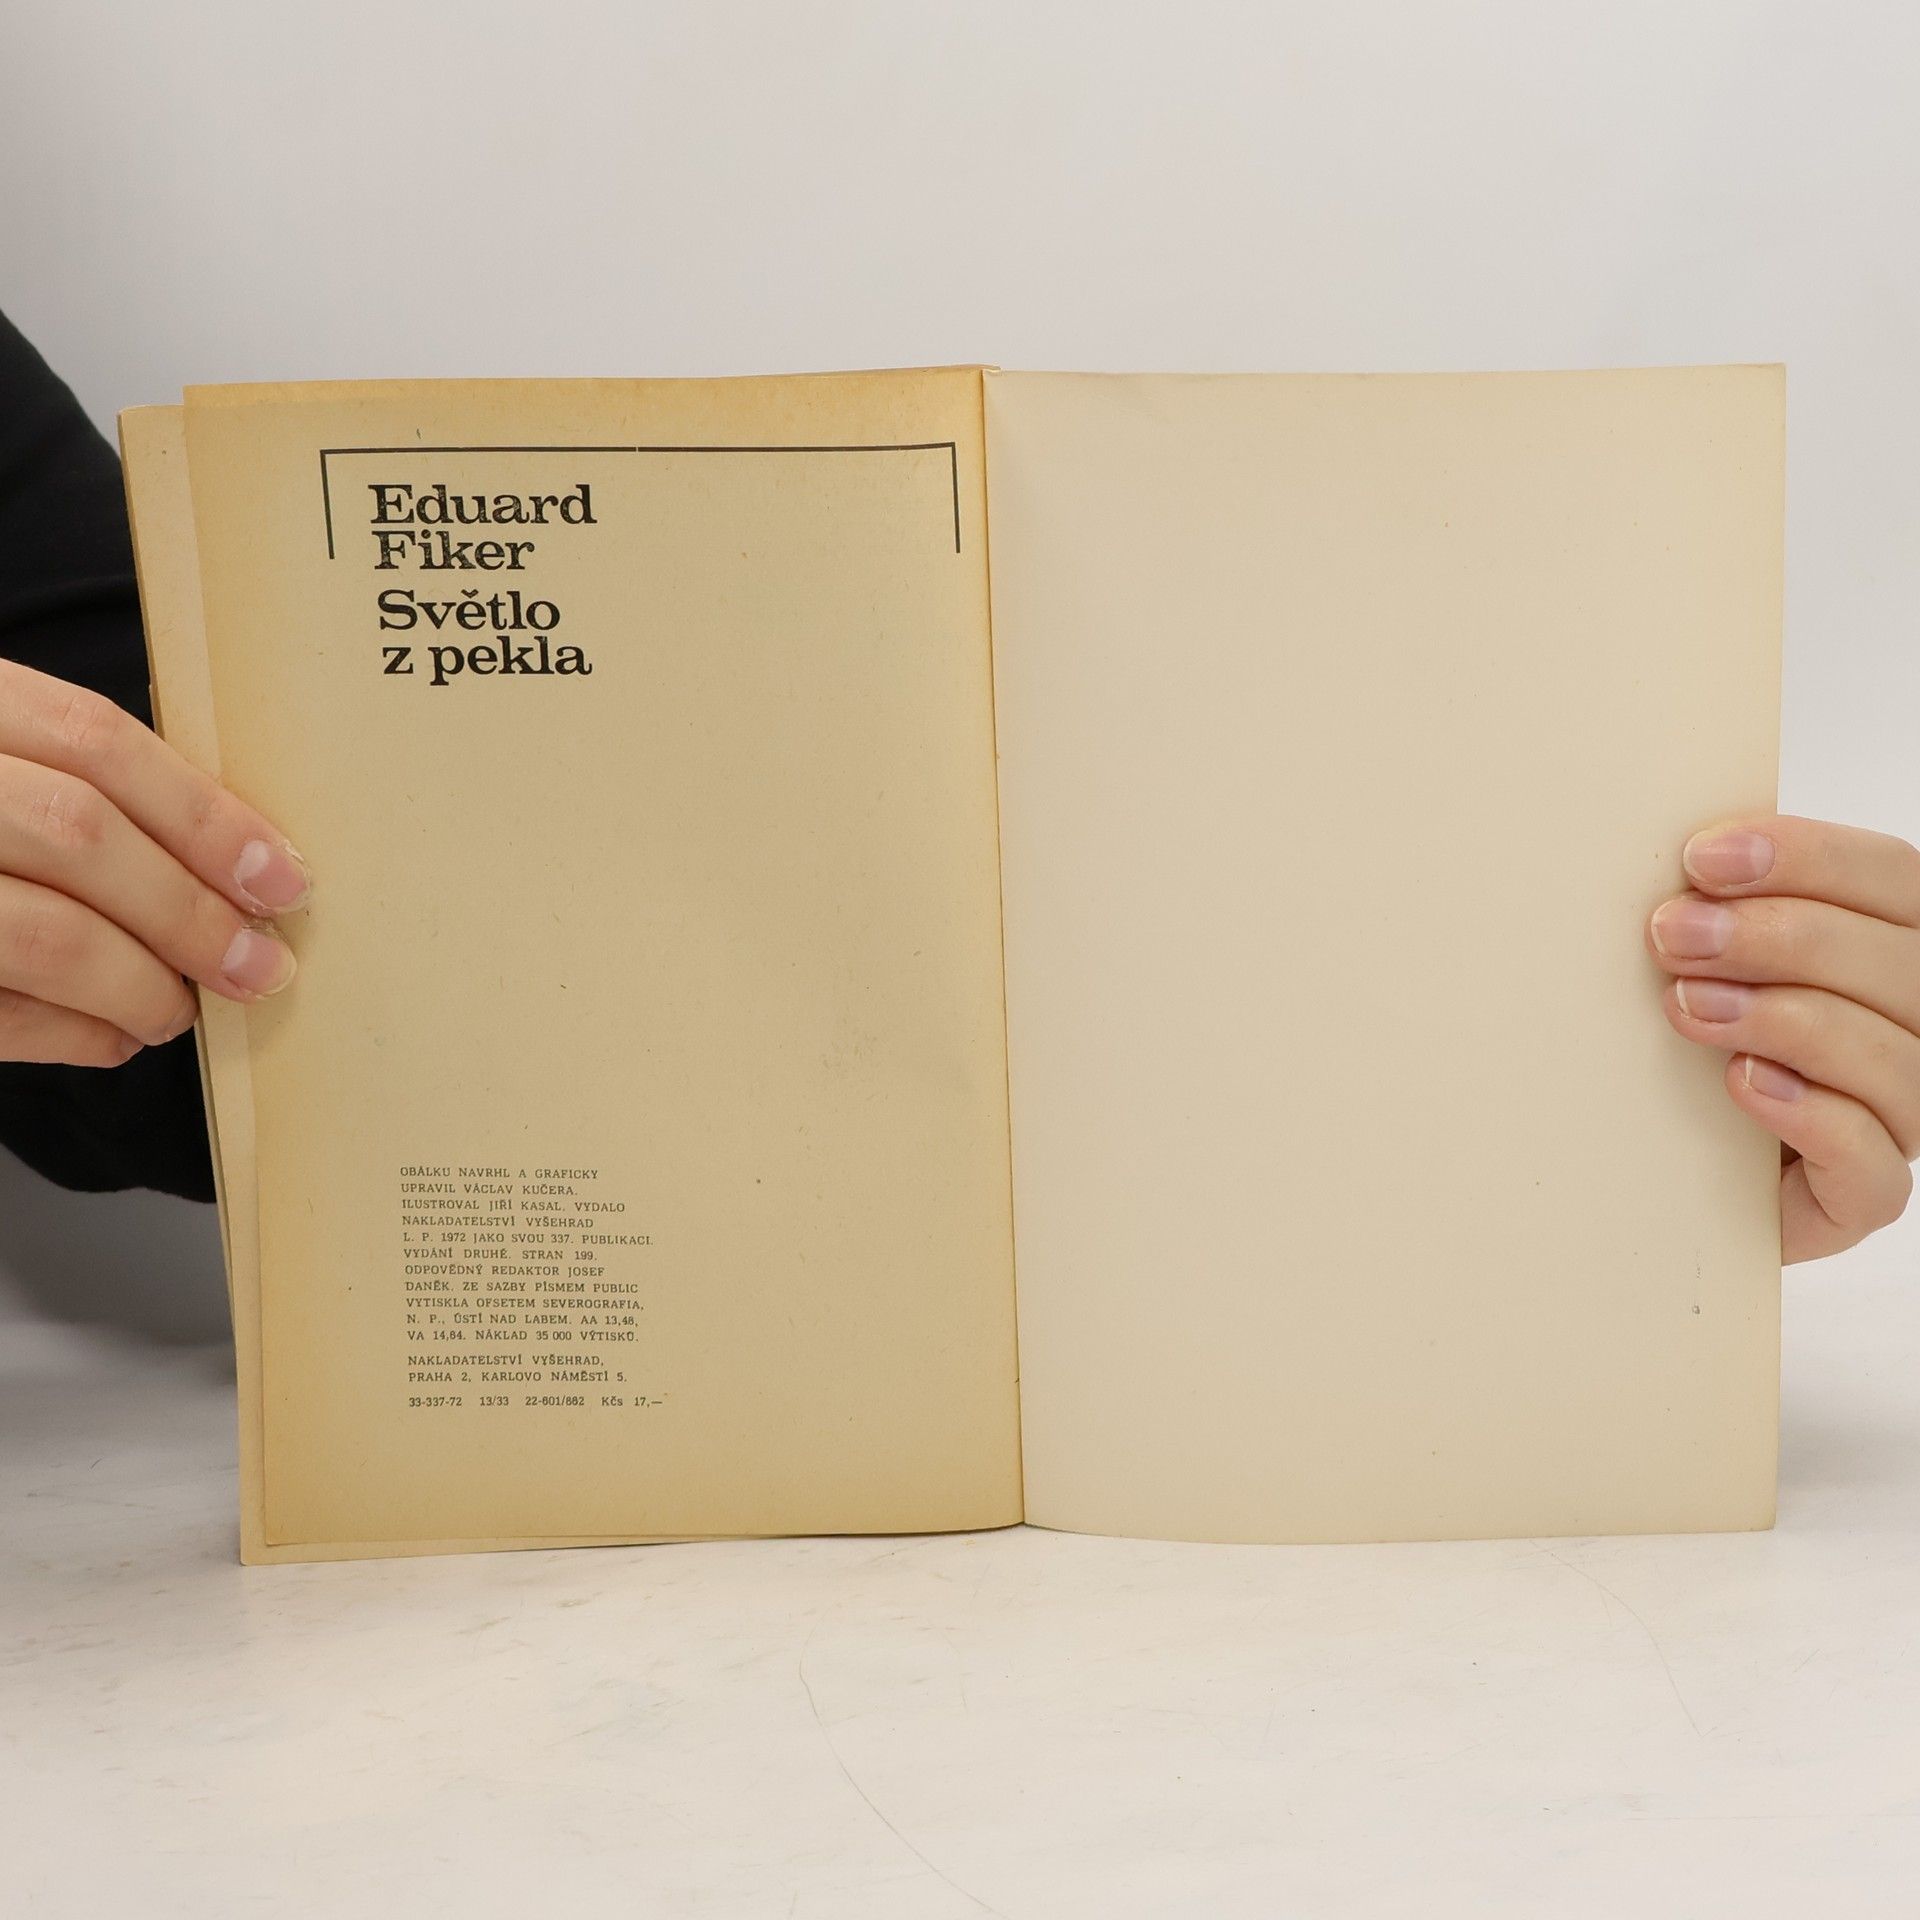 Eduard
Fiker
Světlo
z pekla
OBÁLKU NAVRHL A GRAFICKY
UPRAVIL VÁCLAV KUČERA.
ILUSTROVAL JIŘÍ KASAL. VYDALO
NAKLADATELSTVÍ VYŠEHRAD
L. P. 1972 JAKO SVOU 337. PUBLIKACI.
VYDÁNÍ DRUHÉ. STRAN 199.
ODPOVĚDNÝ REDAKTOR JOSEF
DANĚK. ZE SAZBY PÍSMEM PUBLIC
VYTISKLA OFSETEM SEVEROGRAFIA,
N. P., ÚSTÍ NAD LABEM. AA 13,48,
VA 14,84. NÁKLAD 35 000 VÝTISKŮ.
NAKLADATELSTVÍ VYŠEHRAD,
PRAHA 2, KARLOVO NÁMĚSTÍ 5.
33-337-72 13/33 22-601/862 Kčs 17,—